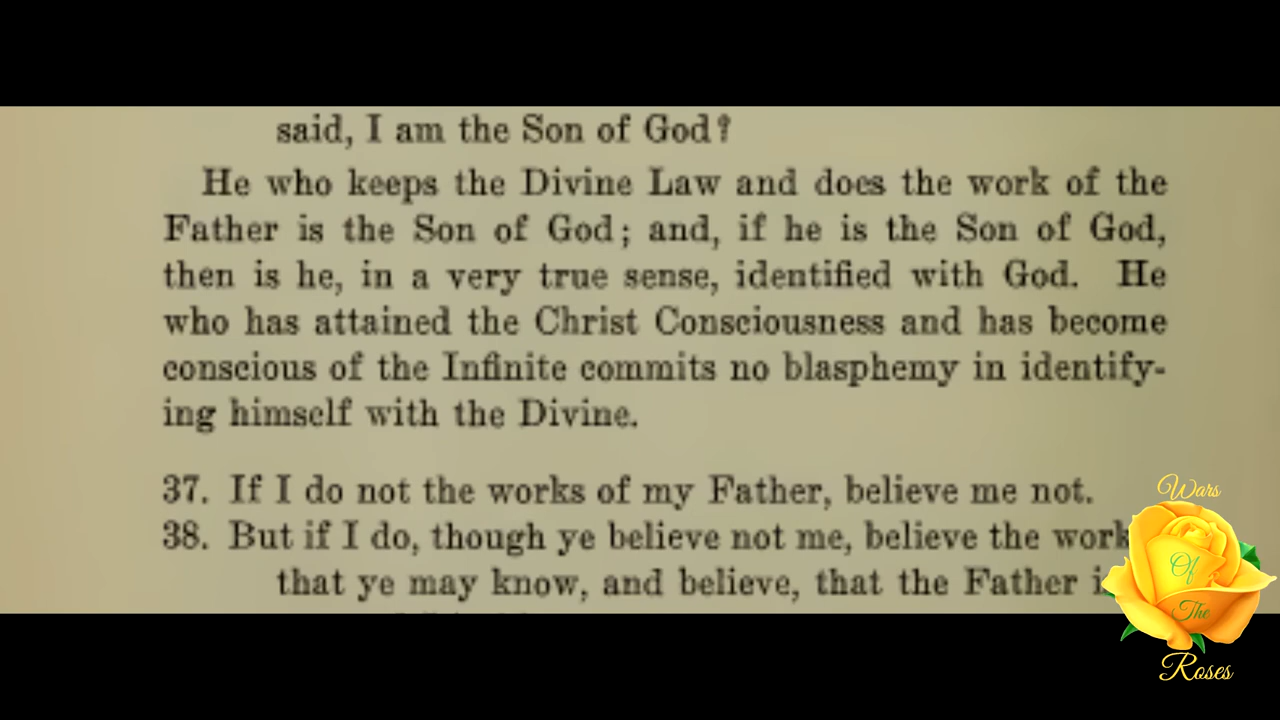 said, I am the Son of God?
He who keeps the Divine Law and does the work of the
Father is the Son of God; and, if he is the Son of God,
then is he, in a very true sense, identified with God. He
who has attained the Christ Consciousness and has become
conscious of the Infinite commits no blasphemy in identify-
ing himself with the Divine.
37. If I do not the works of my Father, believe me not.
38. But if I do, though ye believe not me, believe the
that ye may know, and believe, that the Father
Wars
Of
The
Roses